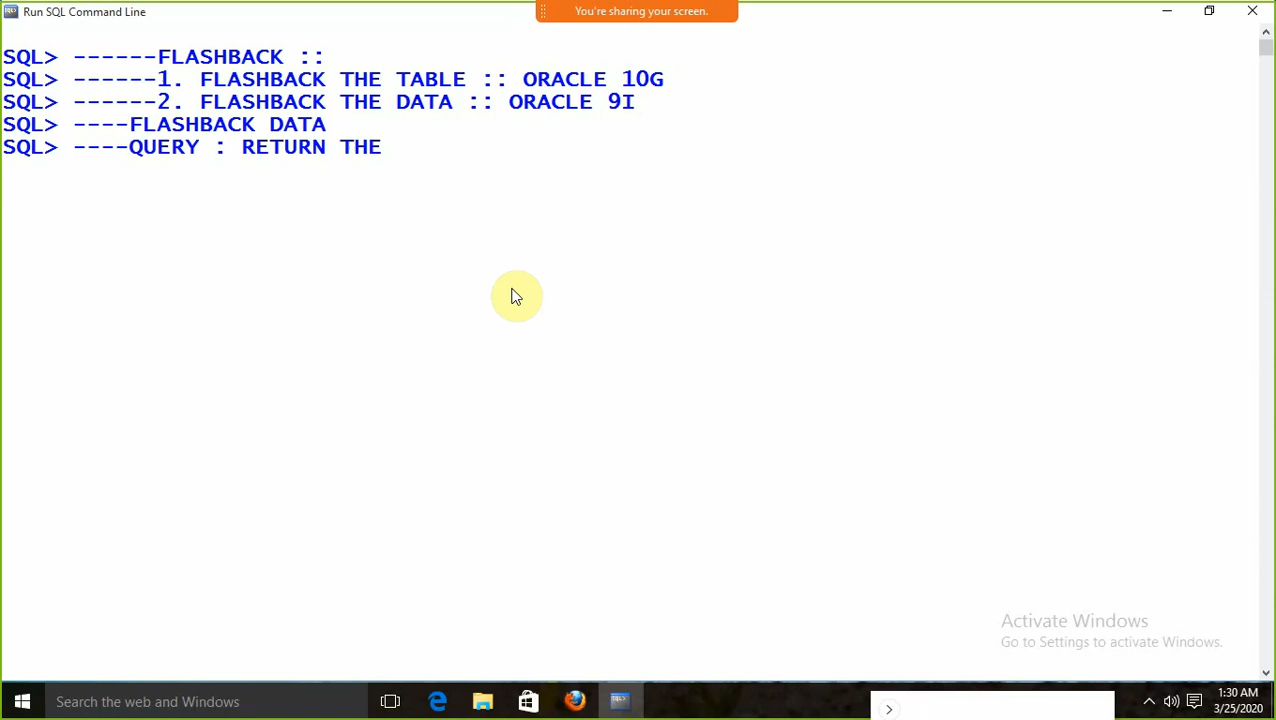 Run SQL Command Line
You're sharing your screen.
SQL> ------FLASHBACK ::
SQL> ------1. FLASHBACK THE TABLE :: ORACLE 10G
SQL> ------2. FLASHBACK THE DATA :: ORACLE 9I
SQL> ----FLASHBACK DATA
SQL> ----QUERY : RETURN THE
Activate Windows
Go to Settings to activate Windows.
Search the web and Windows
1:30 AM
3/25/2020